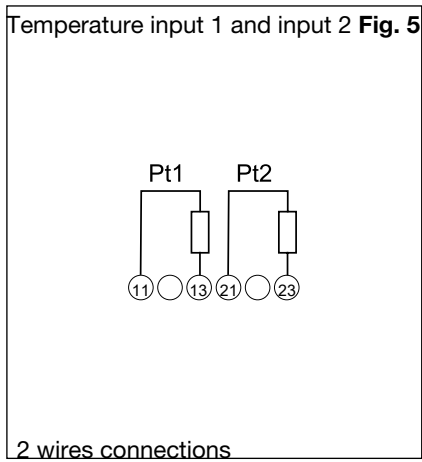 Temperature input 1 and input 2 Fig. 5
Pt1 Pt2
11 13 21 23
2 wires connections